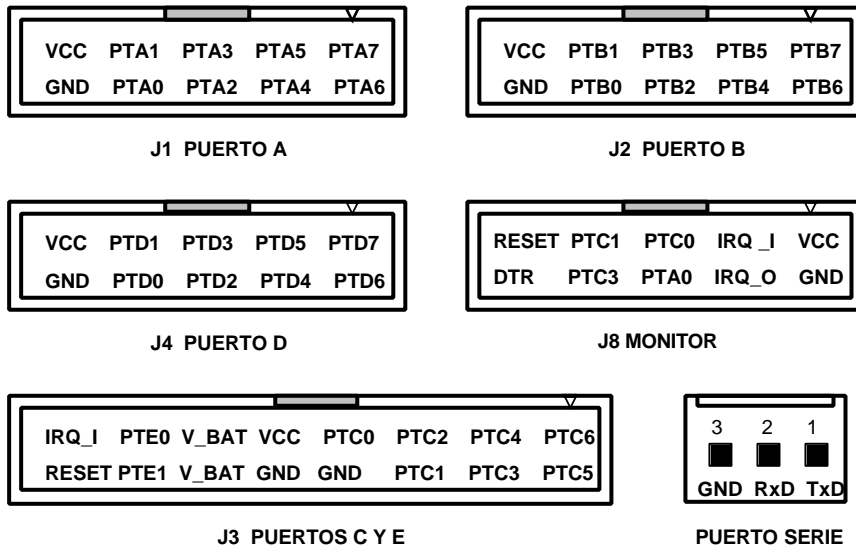 VCC PTA1 PTA3 PTA5 PTA7
GND PTA0 PTA2 PTA4 PTA6
J1 PUERTO A
VCC PTB1 PTB3 PTB5 PTB7
GND PTB0 PTB2 PTB4 PTB6
J2 PUERTO B
VCC PTD1 PTD3 PTD5 PTD7
GND PTD0 PTD2 PTD4 PTD6
J4 PUERTO D
RESET PTC1 PTC0 IRQ _I VCC
DTR PTC3 PTA0 IRQ_O GND
J8 MONITOR
IRQ_I PTE0 V_BAT VCC PTC0 PTC2 PTC4 PTC6
RESET PTE1 V_BAT GND GND PTC1 PTC3 PTC5
J3 PUERTOS C Y E
3 2 1
GND RxD TxD
PUERTO SERIE